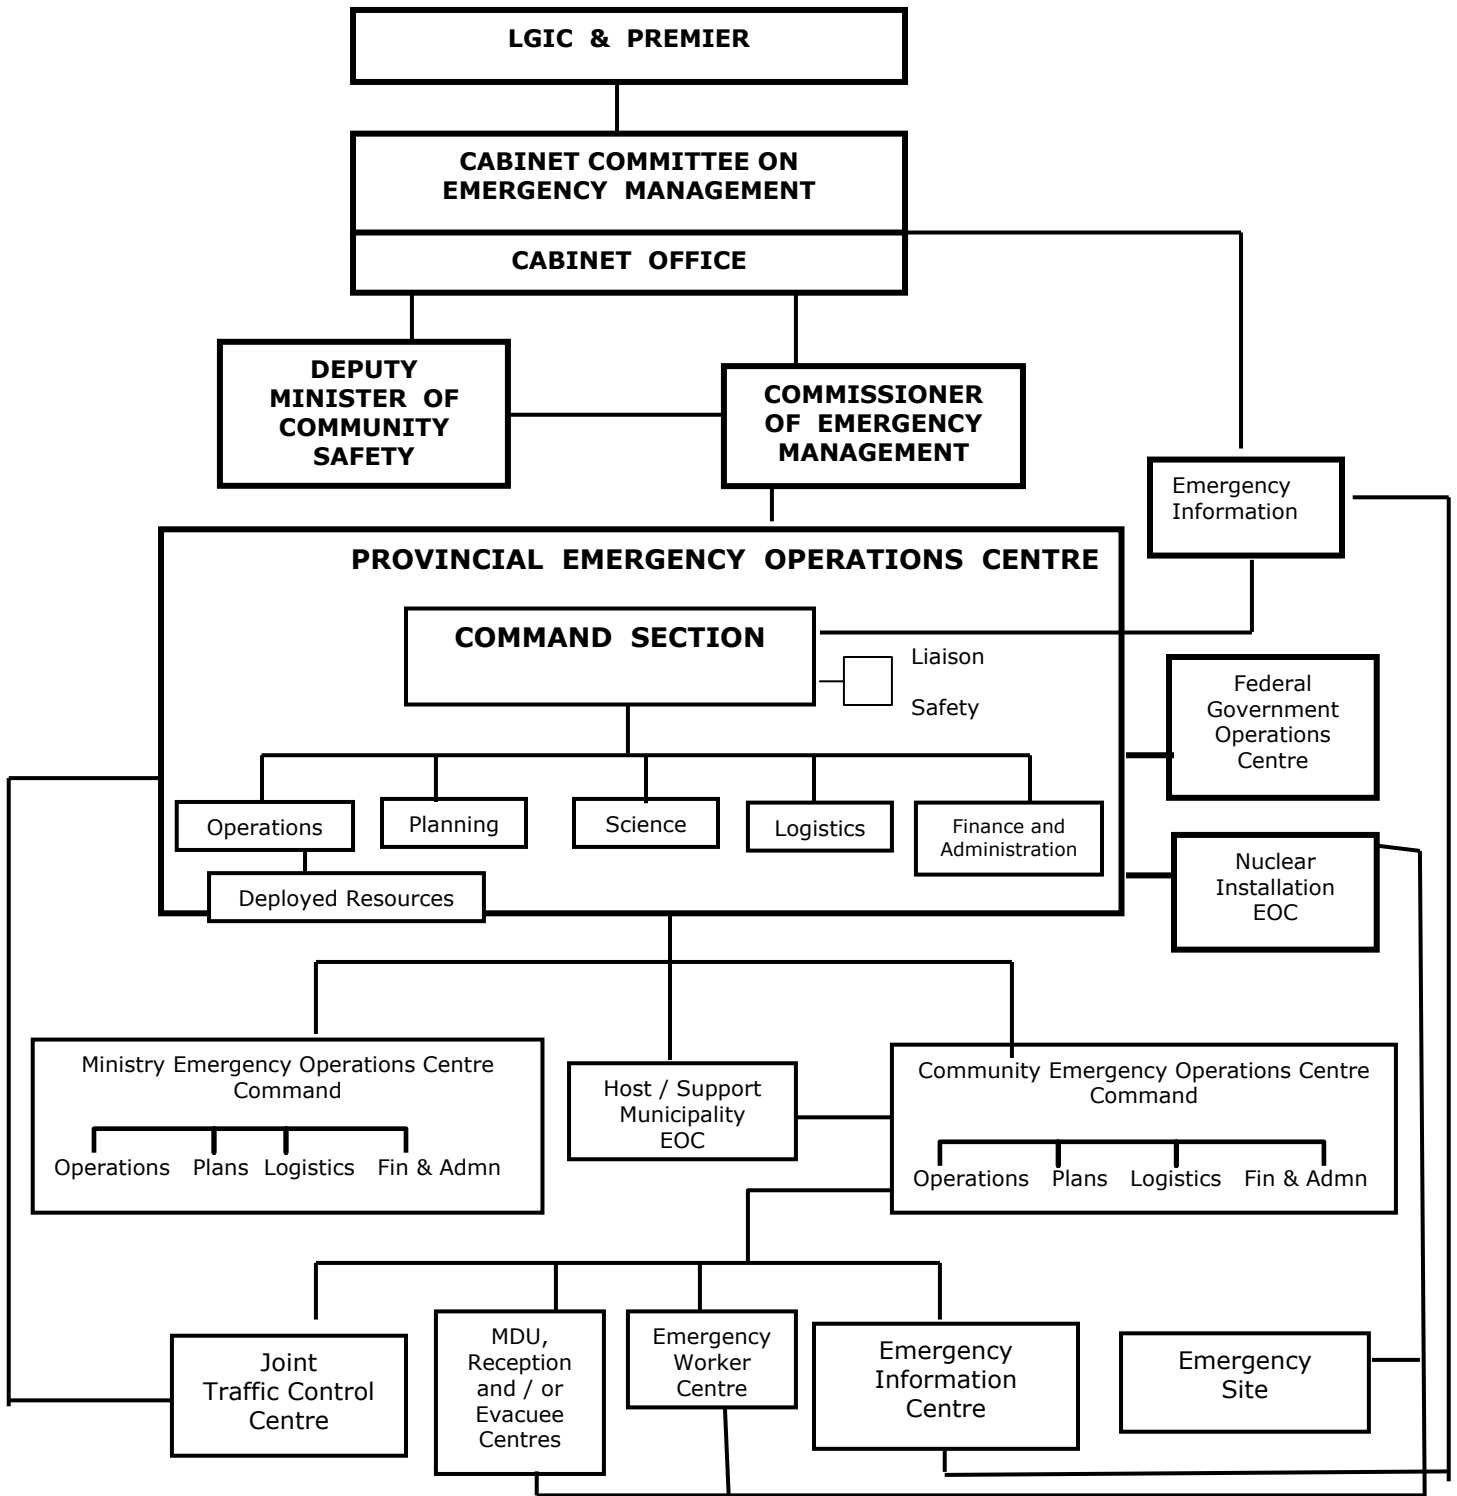 LGIC & PREMIER
CABINET COMMITTEE ON
EMERGENCY MANAGEMENT
CABINET OFFICE
DEPUTY
MINISTER OF
COMMUNITY
SAFETY
COMMISSIONER
OF EMERGENCY
MANAGEMENT
Emergency
Information
PROVINCIAL EMERGENCY OPERATIONS CENTRE
COMMAND SECTION
Liaison
Safety
Federal
Government
Operations
Centre
Operations
Planning
Science
Logistics
Finance and
Administration
Deployed Resources
Nuclear
Installation
EOC
Ministry Emergency Operations Centre
Command
Operations Plans Logistics Fin & Admn
Host / Support
Municipality
EOC
Community Emergency Operations Centre
Command
Operations Plans Logistics Fin & Admn
Joint
Traffic Control
Centre
MDU,
Reception
and / or
Evacuee
Centres
Emergency
Worker
Centre
Emergency
Information
Centre
Emergency
Site